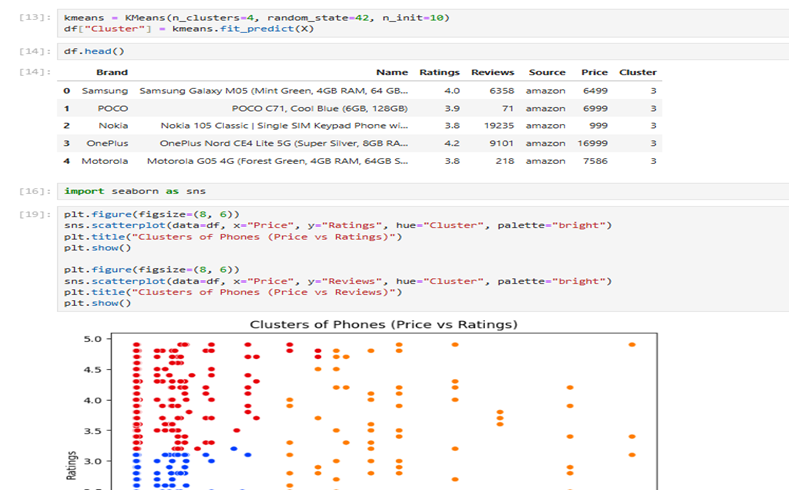 [13]: kmeans = KMeans(n_clusters=4, random_state=42, n_init=10)
df["Cluster"] = kmeans.fit_predict(X)
[14]: df.head()
[14]: Brand Name Ratings Reviews Source Price Cluster
0 Samsung Samsung Galaxy M05 (Mint Green, 4GB RAM, 64 GB... 4.0 6358 amazon 6499 3
1 POCO POCO C71, Cool Blue (6GB, 128GB) 3.9 71 amazon 6999 3
2 Nokia Nokia 105 Classic | Single SIM Keypad Phone wi... 3.8 19235 amazon 999 3
3 OnePlus OnePlus Nord CE4 Lite 5G (Super Silver, 8GB RA... 4.2 9101 amazon 16999 3
4 Motorola Motorola G05 4G (Forest Green, 4GB RAM, 64GB S... 3.8 218 amazon 7586 3
[16]: import seaborn as sns
[19]: plt.figure(figsize=(8, 6))
sns.scatterplot(data=df, x="Price", y="Ratings", hue="Cluster", palette="bright")
plt.title("Clusters of Phones (Price vs Ratings)")
plt.show()
plt.figure(figsize=(8, 6))
sns.scatterplot(data=df, x="Price", y="Reviews", hue="Cluster", palette="bright")
plt.title("Clusters of Phones (Price vs Reviews)")
plt.show()
Clusters of Phones (Price vs Ratings)
5.0
4.5
4.0
3.5
3.0
Ratings